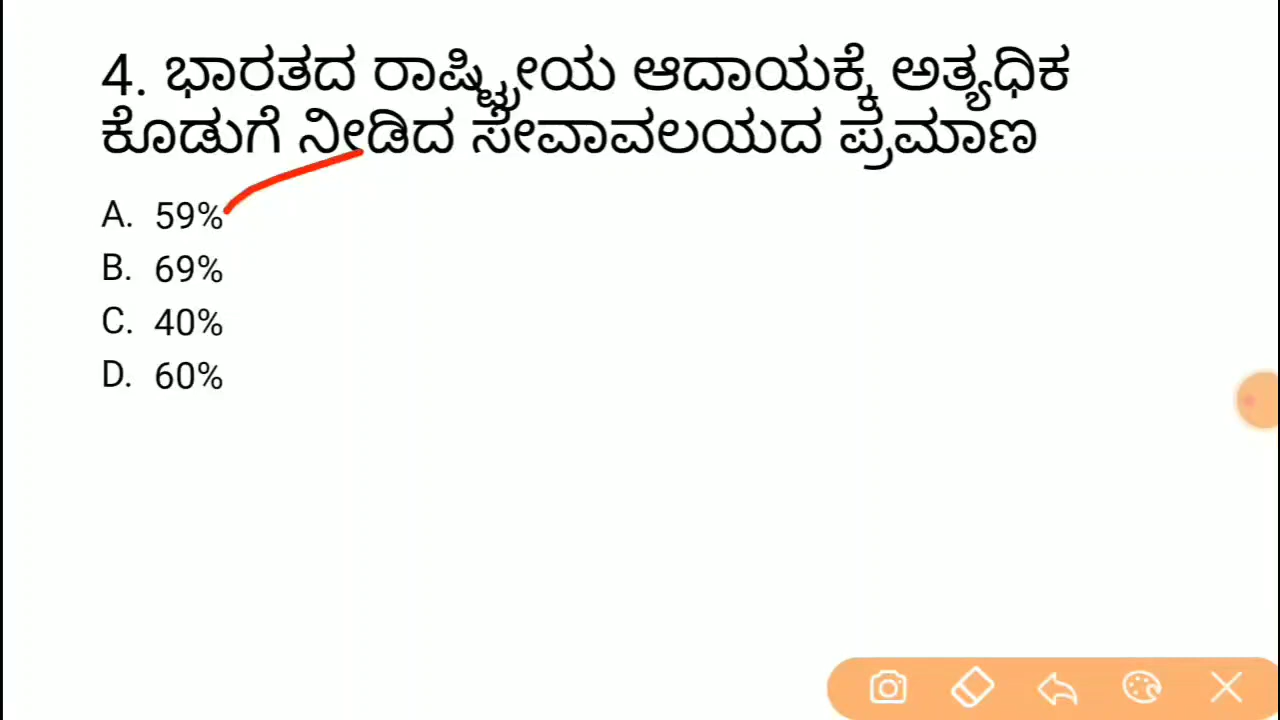 4. ಭಾರತದ ರಾಷ್ಟ್ರೀಯ ಆದಾಯಕ್ಕೆ ಅತ್ಯಧಿಕ
ಕೊಡುಗೆ ನೀಡಿದ ಸೇವಾವಲಯದ ಪ್ರಮಾಣ
A. 59%
B. 69%
C. 40%
D. 60%